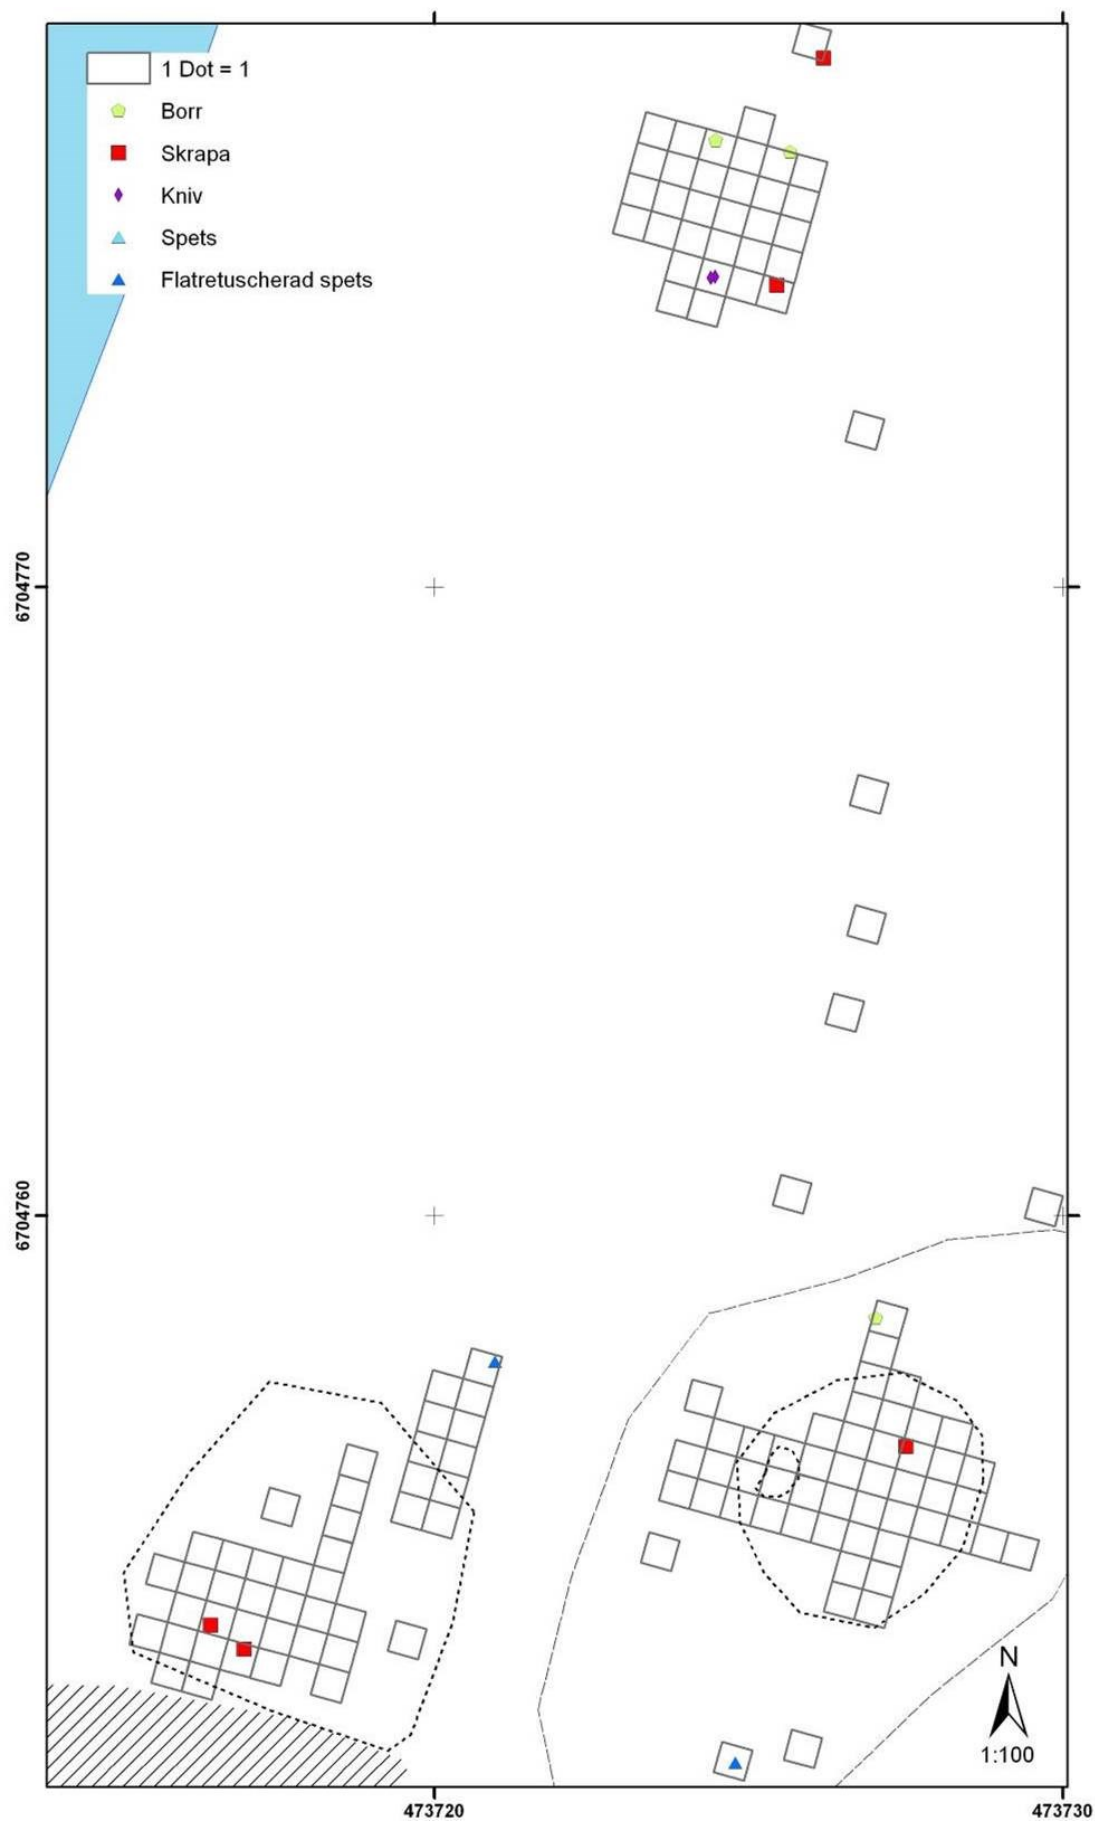 1 Dot = 1
Borr
Skrapa
Kniv
Spets
Flatretuscherad spets
6704770
6704760
N
1:100
473720
473730